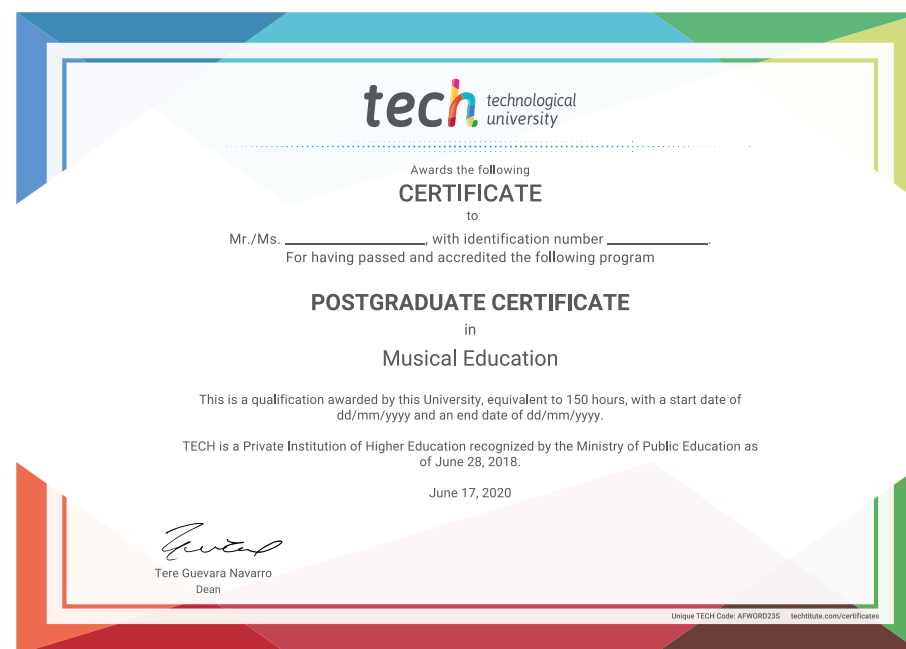 tech technological
university
Awards the following
CERTIFICATE
to
Mr./Ms. ____________________, with identification number ______________.
For having passed and accredited the following program
POSTGRADUATE CERTIFICATE
in
Musical Education
This is a qualification awarded by this University, equivalent to 150 hours, with a start date of
dd/mm/yyyy and an end date of dd/mm/yyyy.
TECH is a Private Institution of Higher Education recognized by the Ministry of Public Education as
of June 28, 2018.
June 17, 2020
Tere Guevara Navarro
Dean
Unique TECH Code: AFWORD23S techtitute.com/certificates